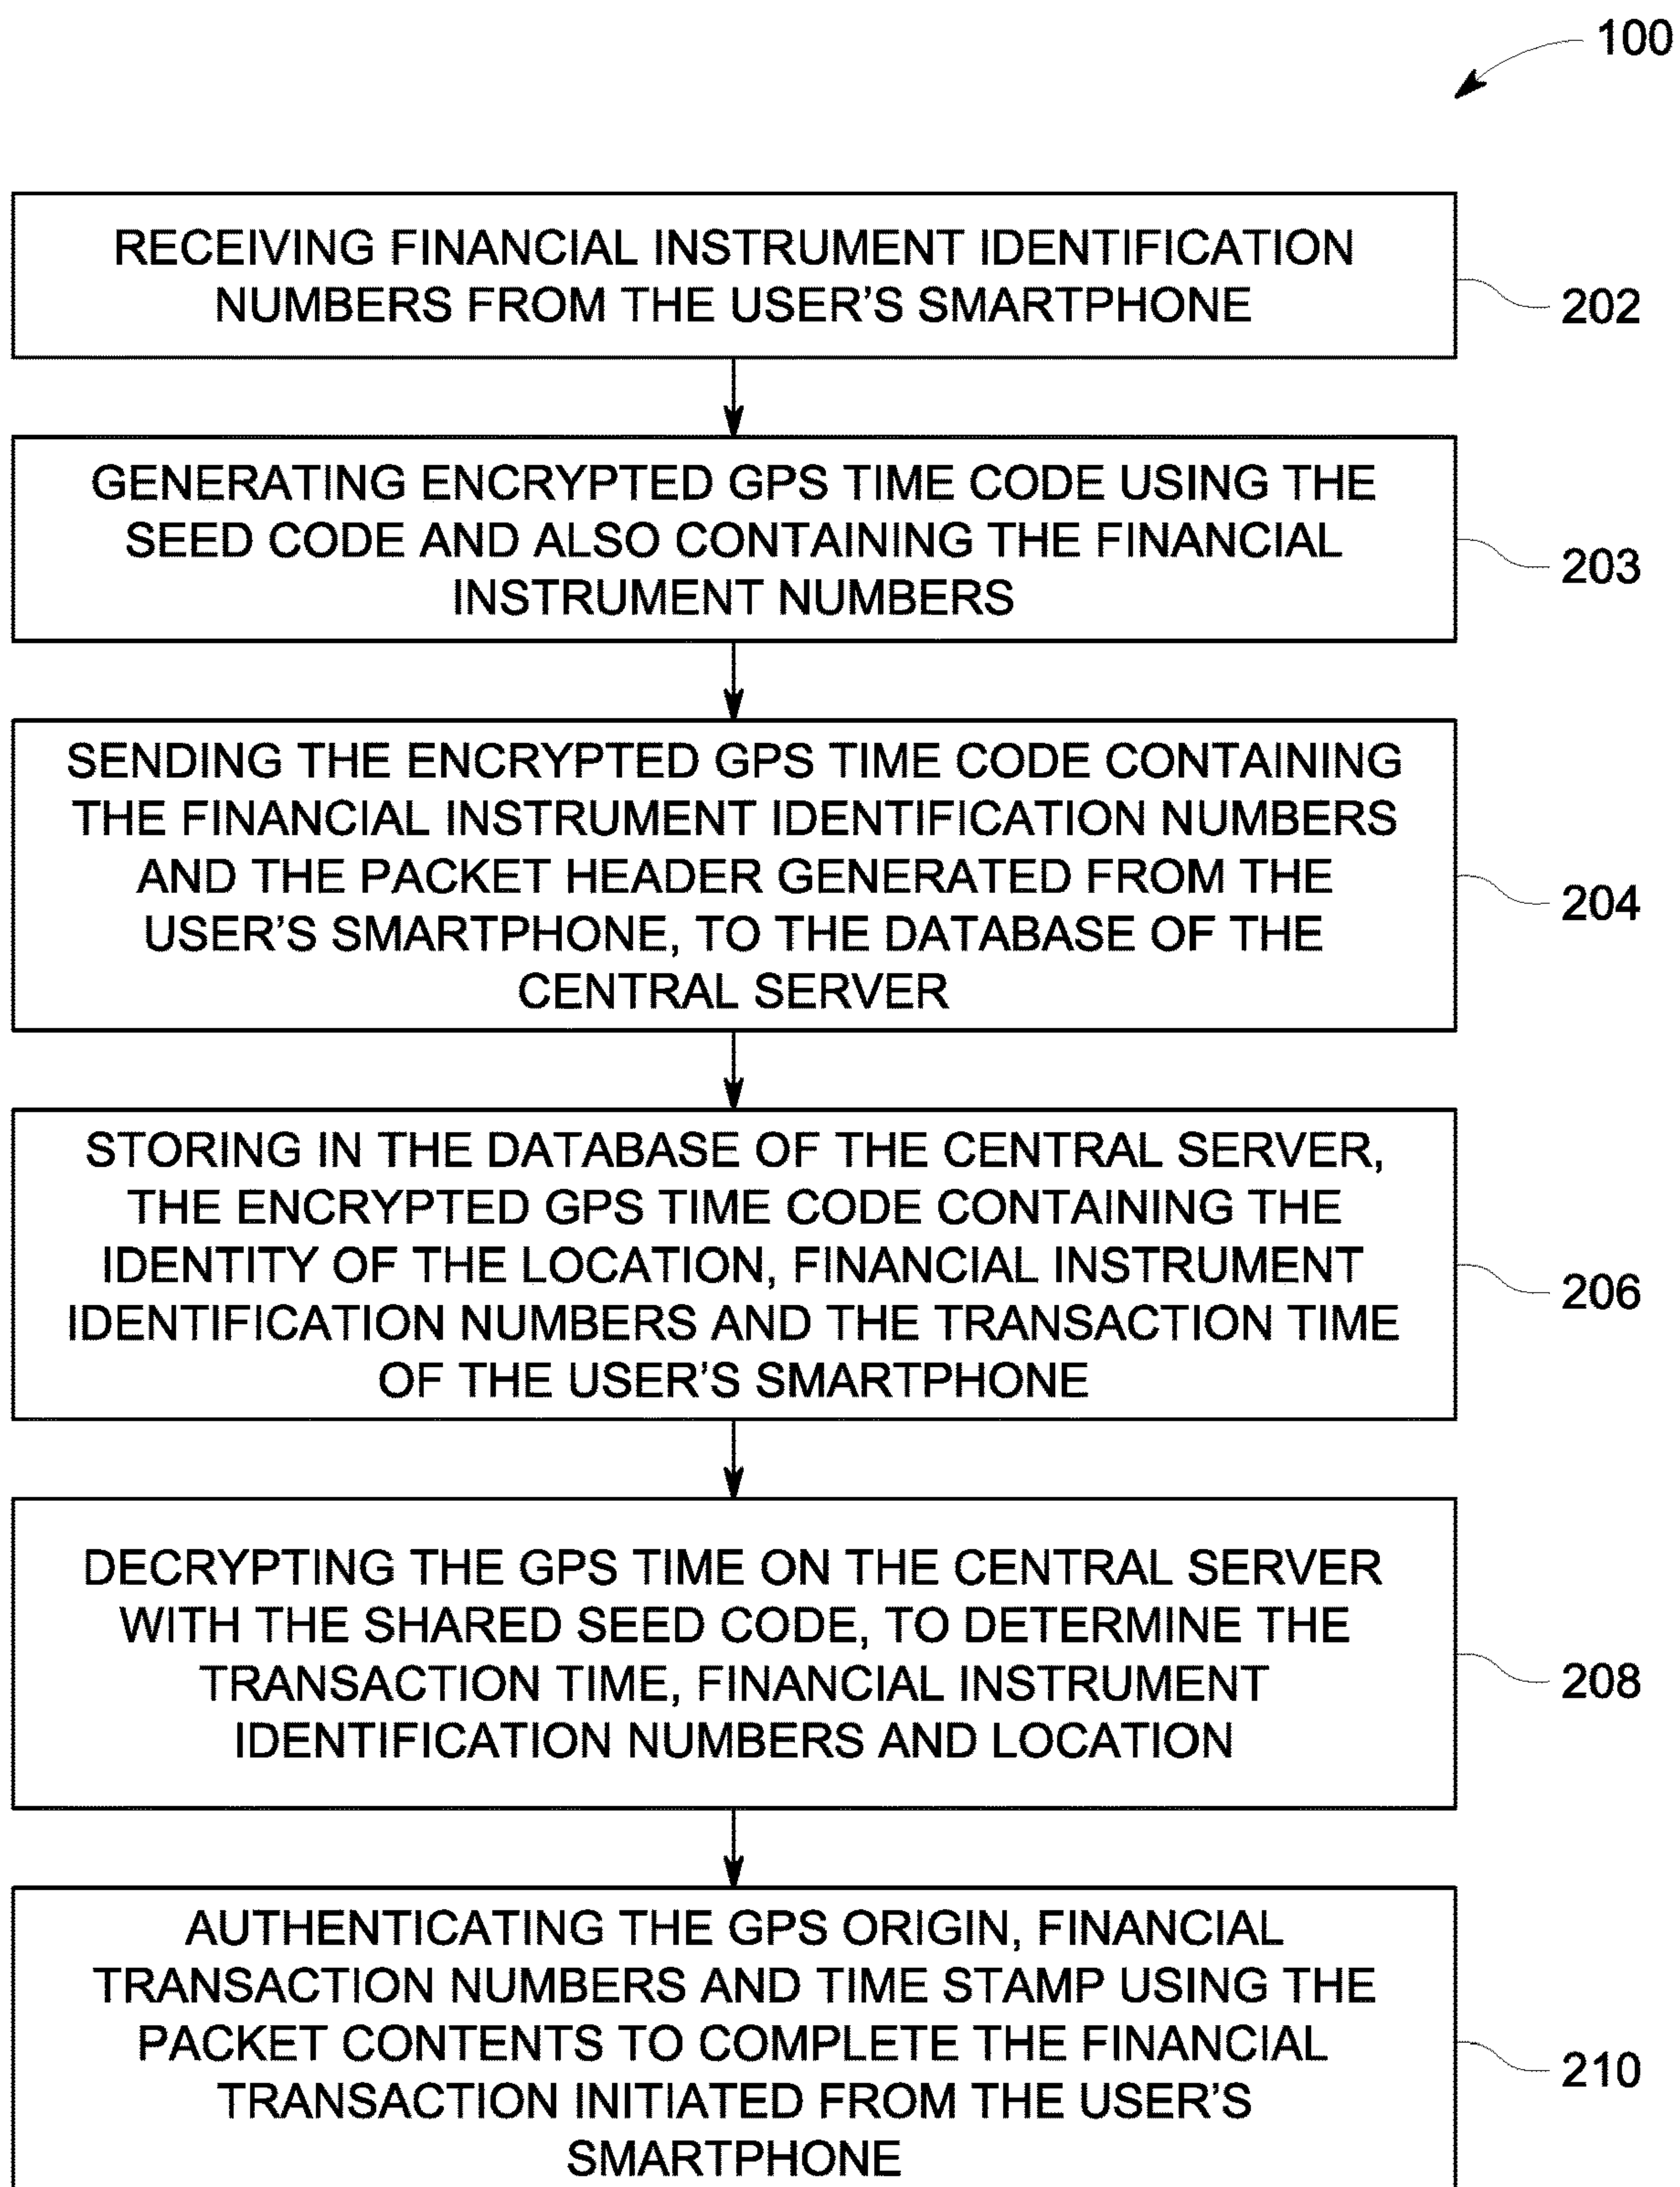 100
RECEIVING FINANCIAL INSTRUMENT IDENTIFICATION
NUMBERS FROM THE USER'S SMARTPHONE
202
GENERATING ENCRYPTED GPS TIME CODE USING THE
SEED CODE AND ALSO CONTAINING THE FINANCIAL
INSTRUMENT NUMBERS
203
SENDING THE ENCRYPTED GPS TIME CODE CONTAINING
THE FINANCIAL INSTRUMENT IDENTIFICATION NUMBERS
AND THE PACKET HEADER GENERATED FROM THE
USER'S SMARTPHONE, TO THE DATABASE OF THE
CENTRAL SERVER
204
STORING IN THE DATABASE OF THE CENTRAL SERVER,
THE ENCRYPTED GPS TIME CODE CONTAINING THE
IDENTITY OF THE LOCATION, FINANCIAL INSTRUMENT
IDENTIFICATION NUMBERS AND THE TRANSACTION TIME
OF THE USER'S SMARTPHONE
206
DECRYPTING THE GPS TIME ON THE CENTRAL SERVER
WITH THE SHARED SEED CODE, TO DETERMINE THE
TRANSACTION TIME, FINANCIAL INSTRUMENT
IDENTIFICATION NUMBERS AND LOCATION
208
AUTHENTICATING THE GPS ORIGIN, FINANCIAL
TRANSACTION NUMBERS AND TIME STAMP USING THE
PACKET CONTENTS TO COMPLETE THE FINANCIAL
TRANSACTION INITIATED FROM THE USER'S
SMARTPHONE
210